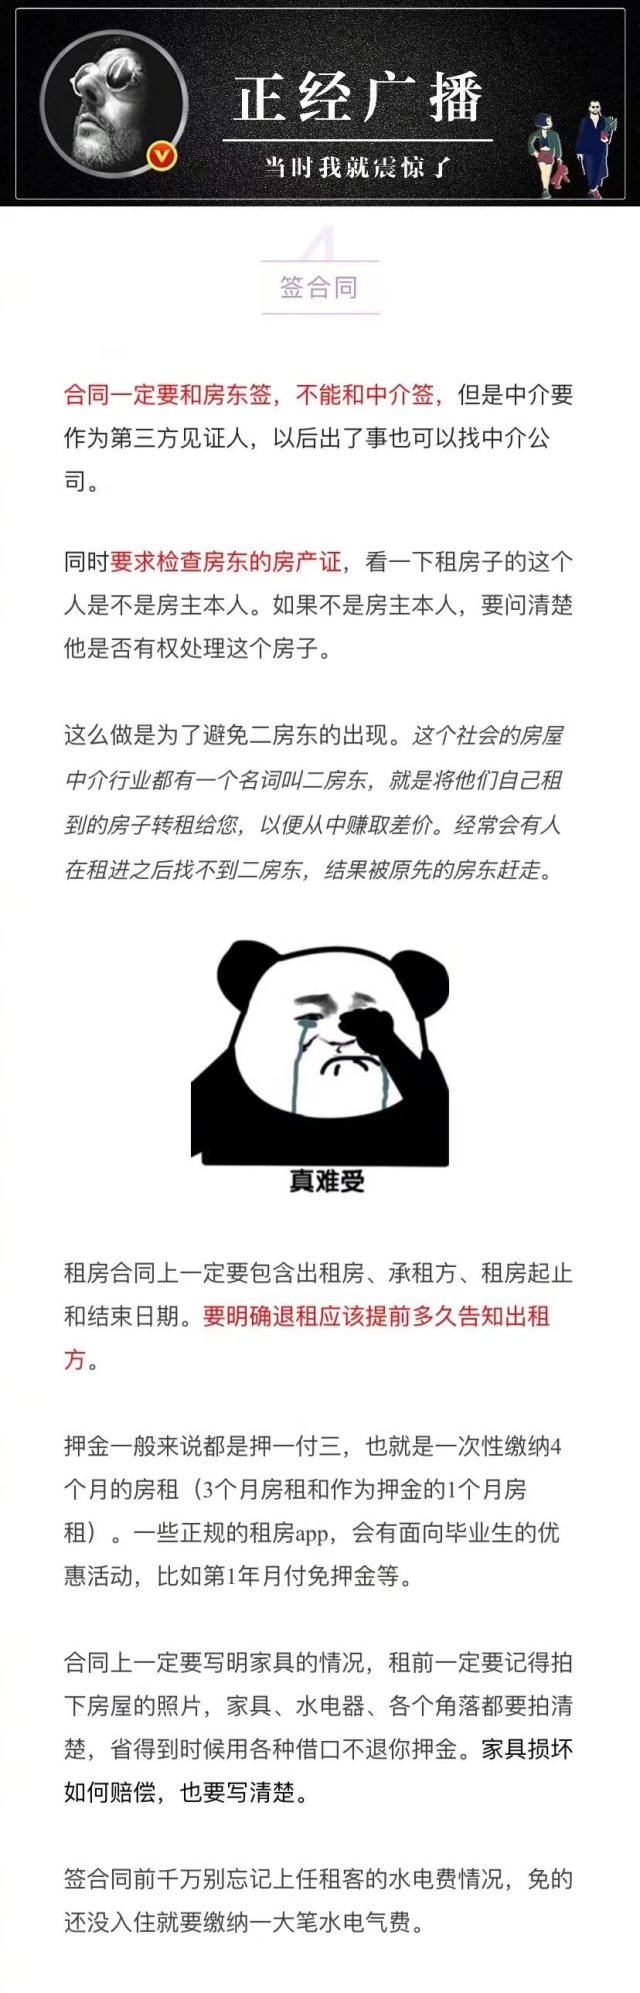 正经广播
当时我就震惊了
4
签合同
合同一定要和房东签，不能和中介签，但是中介要
作为第三方见证人，以后出了事也可以找中介公
司。
同时要求检查房东的房产证，看一下租房子的这个
人是不是房主本人。如果不是房主本人，要问清楚
他是否有权处理这个房子。
这么做是为了避免二房东的出现。这个社会的房屋
中介行业都有一个名词叫二房东，就是将他们自己租
到的房子转租给您，以便从中赚取差价。经常会有人
在租进之后找不到二房东，结果被原先的房东赶走。
真难受
租房合同上一定要包含出租房、承租方、租房起止
和结束日期。要明确退租应该提前多久告知出租
方。
押金一般来说都是押一付三，也就是一次性缴纳4
个月的房租（3个月房租和作为押金的1个月房
租）。一些正规的租房app，会有面向毕业生的优
惠活动，比如第1年月付免押金等。
合同上一定要写明家具的情况，租前一定要记得拍
下房屋的照片，家具、水电器、各个角落都要拍清
楚，省得到时候用各种借口不退你押金。家具损坏
如何赔偿，也要写清楚。
签合同前千万别忘记上任租客的水电费情况，免的
还没入住就要缴纳一大笔水电气费。